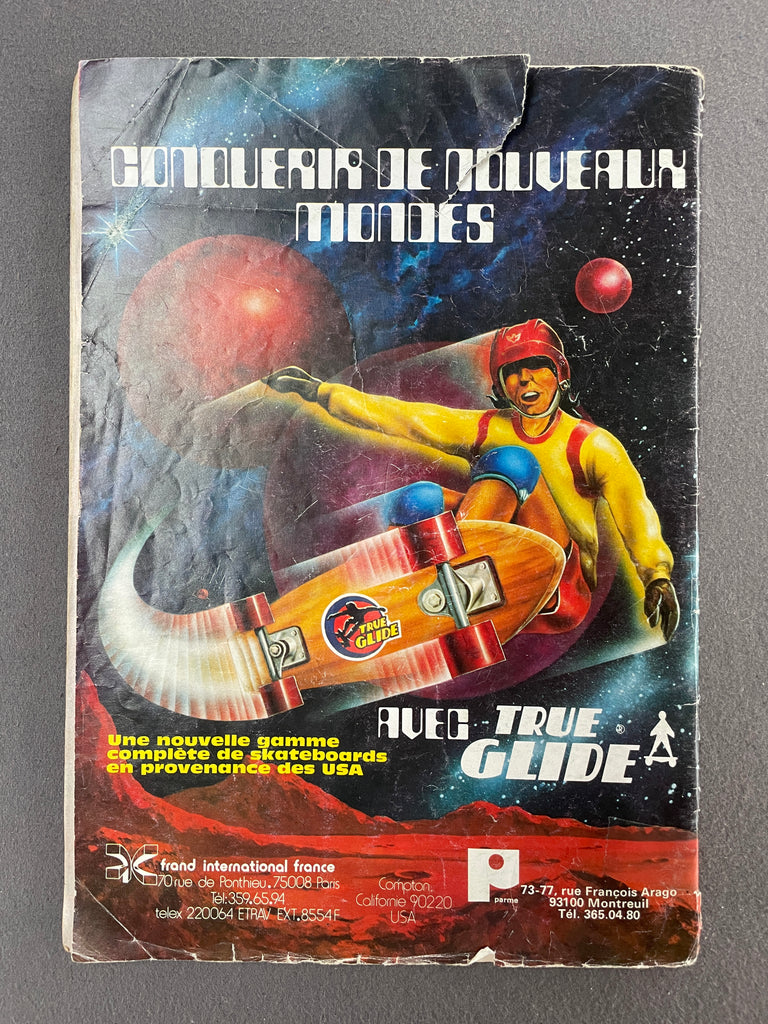 CONQUERIR DE NOUVEAUX
MONDES
TRUE
GLIDE
AVEC TRUE ®
GLIDE
Une nouvelle gamme
complète de skateboards
en provenance des USA
frand international france
70 rue de Ponthieu. 75008 Paris
Tél:359.65.94
telex 220064 ETRAV EXT.8554F
Compton.
Californie 90220
USA
P
parme
73-77, rue François Arago
93100 Montreuil
Tél. 365.04.80